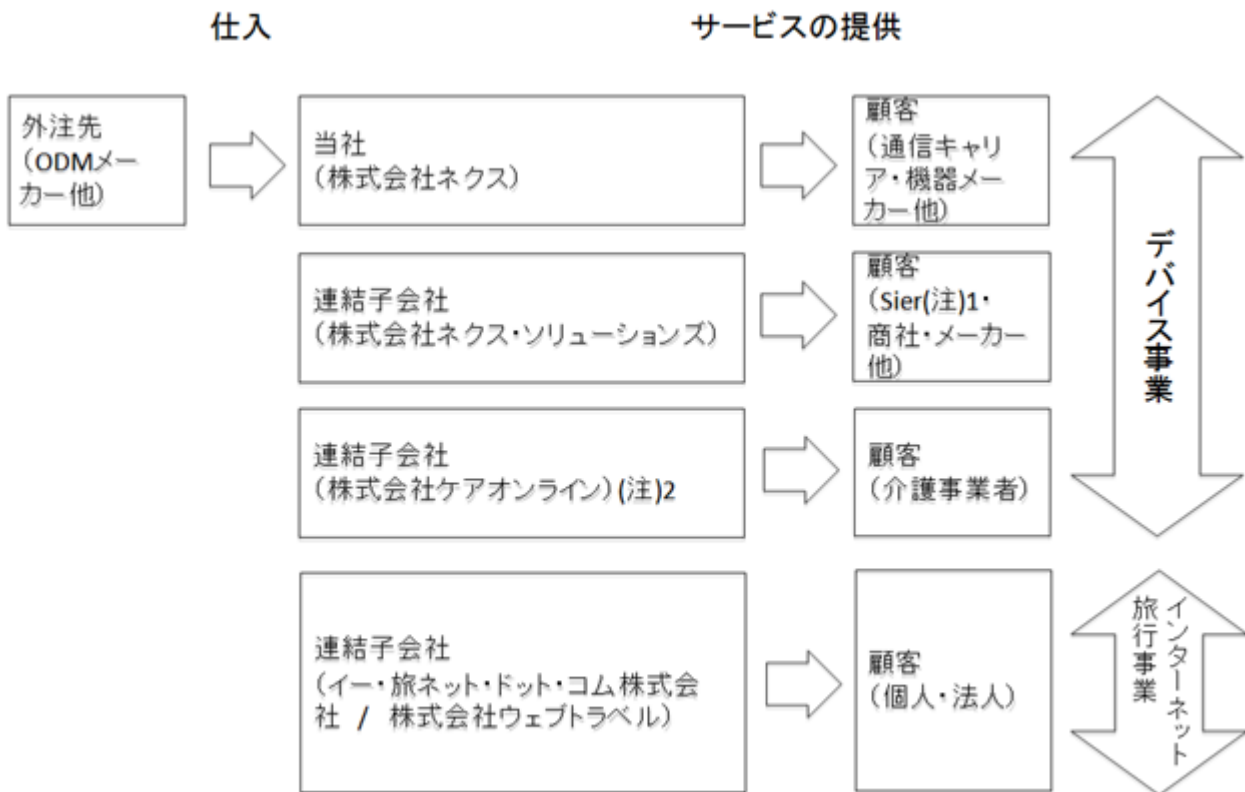 仕入
サービスの提供
外注先
（ODMメー
カー他）
当社
（株式会社ネクス）
顧客
（通信キャリ
ア・機器メー
カー他）
連結子会社
（株式会社ネクス・ソリューションズ）
顧客
（Sier(注)1・
商社・メーカー
他）
デバイス事業
連結子会社
（株式会社ケアオンライン）(注)2
顧客
（介護事業者）
連結子会社
（イー・旅ネット・ドット・コム株式会
社 / 株式会社ウェブトラベル）
顧客
（個人・法人）
インターネット
旅行事業